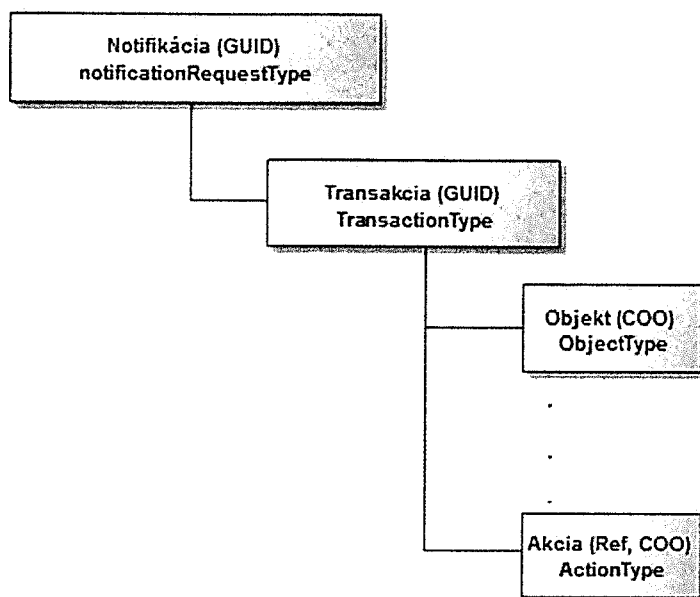 Notifikácia (GUID)
notificationRequestType
Transakcia (GUID)
TransactionType
Objekt (COO)
ObjectType
Akcia (Ref, COO)
ActionType